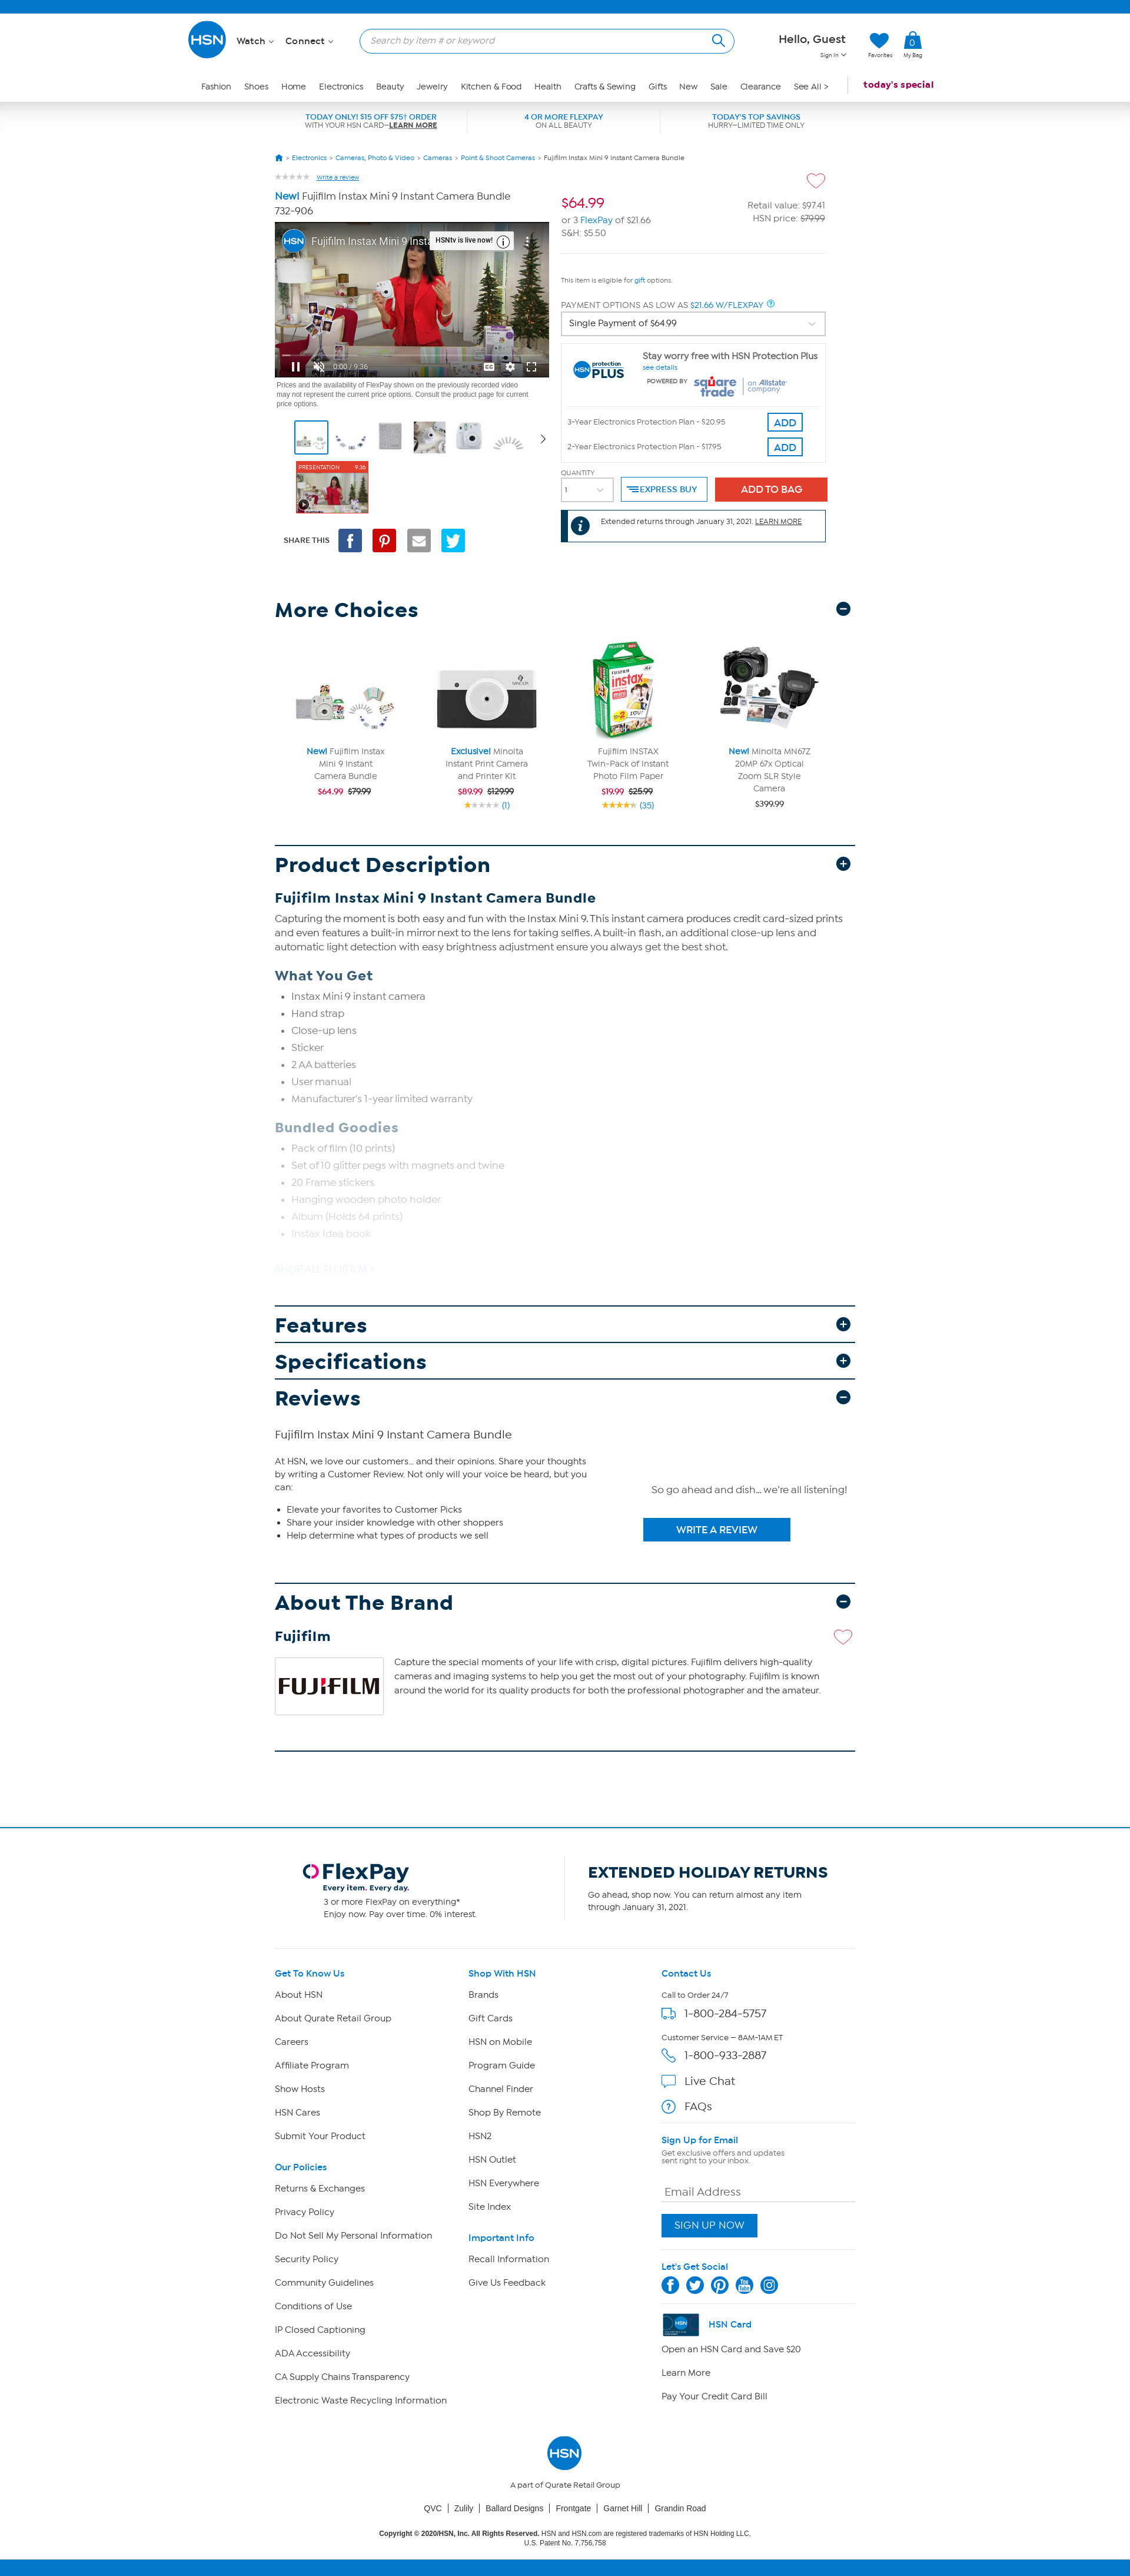 HSN
Watch
Connect
Search by item # or keyword
Hello, Guest
Sign In
Favorites
0
My Bag
Fashion
Shoes
Home
Electronics
Beauty
Jewelry
Kitchen & Food
Health
Crafts & Sewing
Gifts
New
Sale
Clearance
See All >
today's special
TODAY ONLY! $15 OFF $75† ORDER
WITH YOUR HSN CARD—LEARN MORE
4 OR MORE FLEXPAY
ON ALL BEAUTY
TODAY'S TOP SAVINGS
HURRY—LIMITED TIME ONLY
Electronics > Cameras, Photo & Video > Cameras > Point & Shoot Cameras > Fujifilm Instax Mini 9 Instant Camera Bundle
Write a review
New! Fujifilm Instax Mini 9 Instant Camera Bundle
732-906
HSN
Fujifilm Instax Mini 9 Insta
HSNtv is live now!
0:00 / 9:36
CC
Prices and the availability of FlexPay shown on the previously recorded video
may not represent the current price options. Consult the product page for current
price options.
PRESENTATION 9:36
SHARE THIS
$64.99
or 3 FlexPay of $21.66
S&H: $5.50
Retail value: $97.41
HSN price: $79.99
This item is eligible for gift options.
PAYMENT OPTIONS AS LOW AS $21.66 W/FLEXPAY
Single Payment of $64.99
HSN protection PLUS
Stay worry free with HSN Protection Plus
see details
POWERED BY
square trade
an Allstate company
3-Year Electronics Protection Plan - $20.95
ADD
2-Year Electronics Protection Plan - $17.95
ADD
QUANTITY
1
EXPRESS BUY
ADD TO BAG
Extended returns through January 31, 2021. LEARN MORE
More Choices
New! Fujifilm Instax
Mini 9 Instant
Camera Bundle
$64.99 $79.99
MINOLTA
Exclusive! Minolta
Instant Print Camera
and Printer Kit
$89.99 $129.99
(1)
FUJIFILM
instax
mini
Fujifilm INSTAX
Twin-Pack of Instant
Photo Film Paper
$19.99 $25.99
(35)
New! Minolta MN67Z
20MP 67x Optical
Zoom SLR Style
Camera
$399.99
Product Description
Fujifilm Instax Mini 9 Instant Camera Bundle
Capturing the moment is both easy and fun with the Instax Mini 9. This instant camera produces credit card-sized prints
and even features a built-in mirror next to the lens for taking selfies. A built-in flash, an additional close-up lens and
automatic light detection with easy brightness adjustment ensure you always get the best shot.
What You Get
Instax Mini 9 instant camera
Hand strap
Close-up lens
Sticker
2 AA batteries
User manual
Manufacturer's 1-year limited warranty
Bundled Goodies
Pack of film (10 prints)
Set of 10 glitter pegs with magnets and twine
20 Frame stickers
Hanging wooden photo holder
Album (Holds 64 prints)
Instax Idea book
SHOP ALL FUJIFILM >
Features
Specifications
Reviews
Fujifilm Instax Mini 9 Instant Camera Bundle
At HSN, we love our customers... and their opinions. Share your thoughts
by writing a Customer Review. Not only will your voice be heard, but you
can:
Elevate your favorites to Customer Picks
Share your insider knowledge with other shoppers
Help determine what types of products we sell
So go ahead and dish... we're all listening!
WRITE A REVIEW
About The Brand
Fujifilm
FUJIFILM
Capture the special moments of your life with crisp, digital pictures. Fujifilm delivers high-quality
cameras and imaging systems to help you get the most out of your photography. Fujifilm is known
around the world for its quality products for both the professional photographer and the amateur.
FlexPay
Every item. Every day.
3 or more FlexPay on everything*
Enjoy now. Pay over time. 0% interest.
EXTENDED HOLIDAY RETURNS
Go ahead, shop now. You can return almost any item
through January 31, 2021.
Get To Know Us
About HSN
About Qurate Retail Group
Careers
Affiliate Program
Show Hosts
HSN Cares
Submit Your Product
Our Policies
Returns & Exchanges
Privacy Policy
Do Not Sell My Personal Information
Security Policy
Community Guidelines
Conditions of Use
IP Closed Captioning
ADA Accessibility
CA Supply Chains Transparency
Electronic Waste Recycling Information
Shop With HSN
Brands
Gift Cards
HSN on Mobile
Program Guide
Channel Finder
Shop By Remote
HSN2
HSN Outlet
HSN Everywhere
Site Index
Important Info
Recall Information
Give Us Feedback
Contact Us
Call to Order 24/7
1-800-284-5757
Customer Service — 8AM-1AM ET
1-800-933-2887
Live Chat
FAQs
Sign Up for Email
Get exclusive offers and updates
sent right to your inbox.
Email Address
SIGN UP NOW
Let's Get Social
HSN
HSN Card
Open an HSN Card and Save $20
Learn More
Pay Your Credit Card Bill
HSN
A part of Qurate Retail Group
QVC
Zulily
Ballard Designs
Frontgate
Garnet Hill
Grandin Road
Copyright © 2020/HSN, Inc. All Rights Reserved. HSN and HSN.com are registered trademarks of HSN Holding LLC,
U.S. Patent No. 7,756,758